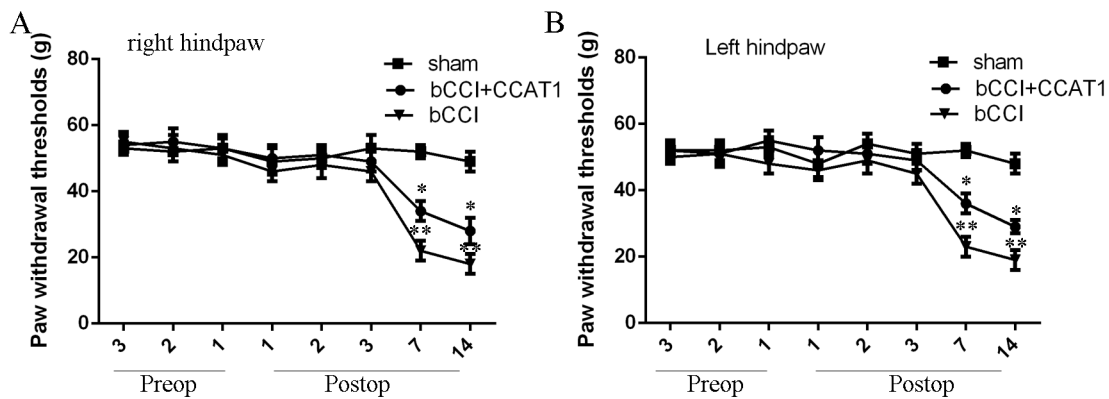 A
right hindpaw
Paw withdrawal thresholds (g)
80
60
40
20
0
sham
bCCI+CCAT1
bCCI
*
*
**
**
3 2 1 1 2 3 7 14
Preop Postop
B
Left hindpaw
Paw withdrawal thresholds (g)
80
60
40
20
0
sham
bCCI+CCAT1
bCCI
*
*
**
**
3 2 1 1 2 3 7 14
Preop Postop